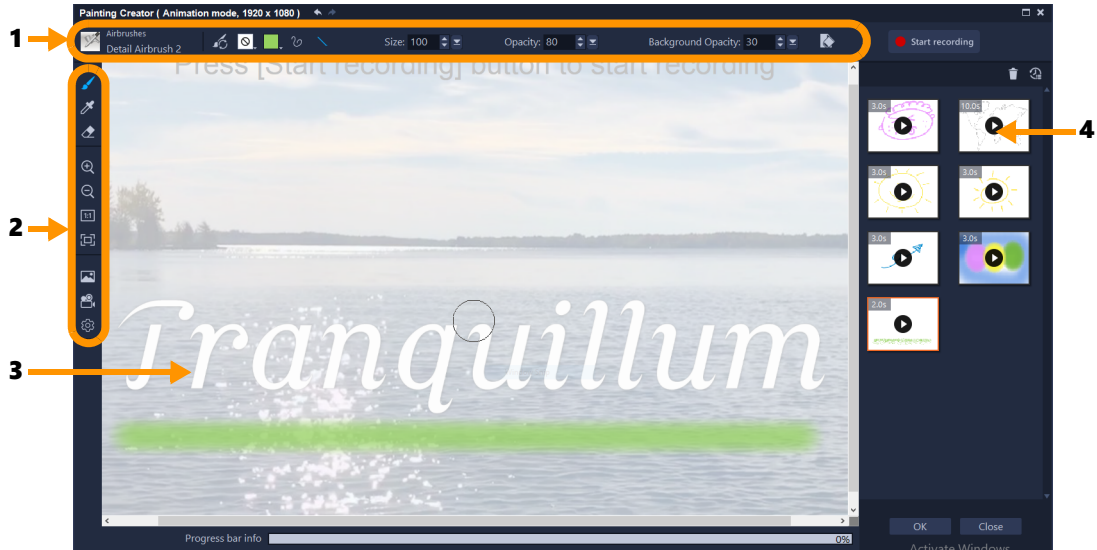 Painting Creator ( Animation mode, 1920 x 1080 )
1
Airbrushes
Detail Airbrush 2
Size: 100
Opacity: 80
Background Opacity: 30
Start recording
Press [Start recording] button to start recording
3.0s
10.0s
4
3.0s
3.0s
1:1
2
3.0s
3.0s
2.0s
Tranquillum
3
OK
Close
Progress bar info
0%
Activate Windows